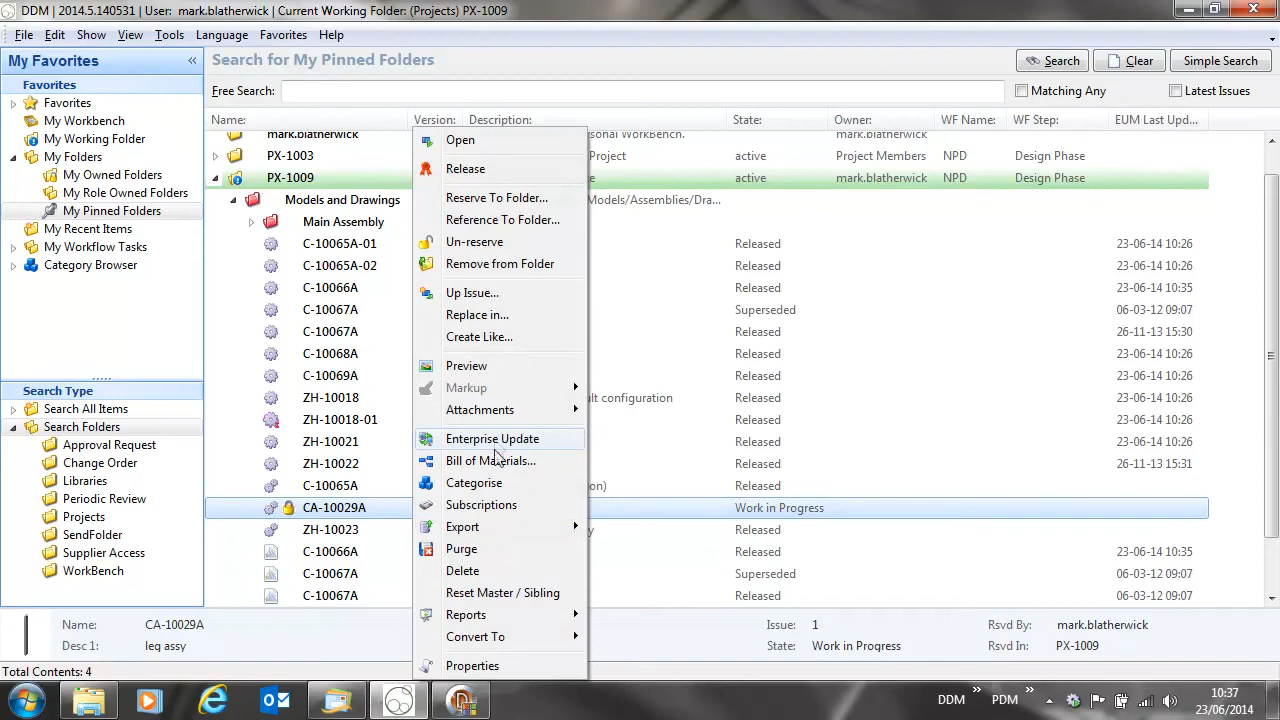 DDM | 2014.5.140531 | User: mark.blatherwick | Current Working Folder: (Projects) PX-1009
File Edit Show View Tools Language Favorites Help
My Favorites «
Favorites
Favorites
My Workbench
My Working Folder
My Folders
My Owned Folders
My Role Owned Folders
My Pinned Folders
My Recent Items
My Workflow Tasks
Category Browser
Search Type
Search All Items
Search Folders
Approval Request
Change Order
Libraries
Periodic Review
Projects
SendFolder
Supplier Access
WorkBench
Search for My Pinned Folders
Search Clear Simple Search
Free Search: Matching Any Latest Issues
Name: Version: Description: State: Owner: WF Name: WF Step: EUM Last Upd...
mark.blatherwick sonal WorkBench. active mark.blatherwick
PX-1003 Project active Project Members NPD Design Phase
PX-1009 e active mark.blatherwick NPD Design Phase
Models and Drawings Models/Assemblies/Dra...
Main Assembly
C-10065A-01 Released 23-06-14 10:26
C-10065A-02 Released 23-06-14 10:26
C-10066A Released 23-06-14 10:35
C-10067A Superseded 06-03-12 09:07
C-10067A Released 26-11-13 15:30
C-10068A Released 23-06-14 10:26
C-10069A Released 23-06-14 10:26
ZH-10018 ult configuration Released 23-06-14 10:26
ZH-10018-01 Released 23-06-14 10:26
ZH-10021 Released 23-06-14 10:26
ZH-10022 Released 26-11-13 15:31
C-10065A on) Released
CA-10029A Work in Progress
ZH-10023 y Released
C-10066A Released 23-06-14 10:35
C-10067A Superseded 06-03-12 09:07
C-10067A Released 06-03-12 09:07
Open
Release
Reserve To Folder...
Reference To Folder...
Un-reserve
Remove from Folder
Up Issue...
Replace in...
Create Like...
Preview
Markup
Attachments
Enterprise Update
Bill of Materials...
Categorise
Subscriptions
Export
Purge
Delete
Reset Master / Sibling
Reports
Convert To
Properties
Name: CA-10029A Issue: 1 Rsvd By: mark.blatherwick
Desc 1: leg assy State: Work in Progress Rsvd In: PX-1009
Total Contents: 4
DDM » PDM » 10:37
23/06/2014